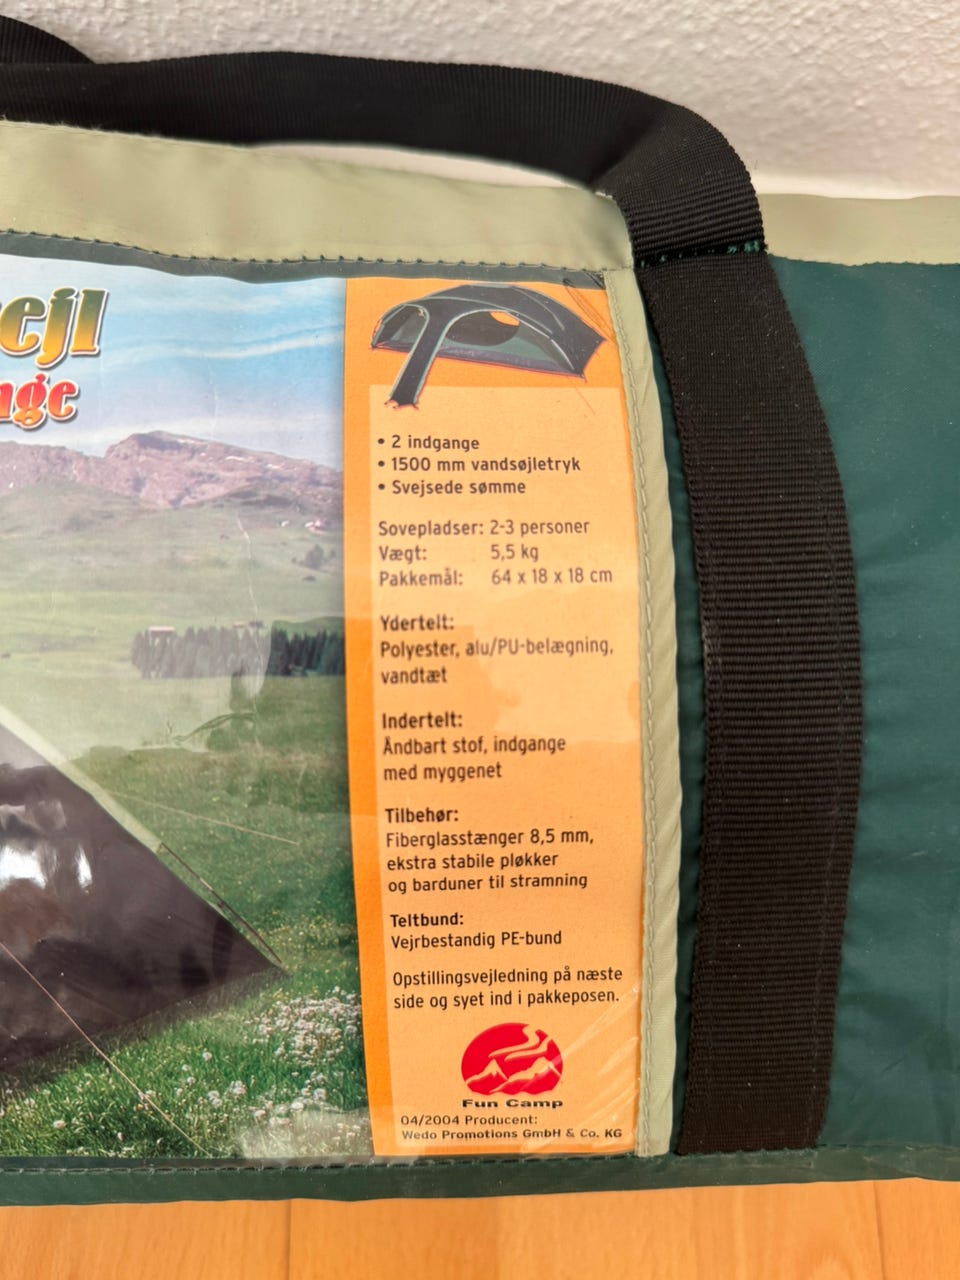 • 2 indgange
• 1500 mm vandsøjletryk
• Svejsede sømme
Sovepladser: 2-3 personer
Vægt: 5,5 kg
Pakkemål: 64 x 18 x 18 cm
Ydertelt:
Polyester, alu/PU-belægning,
vandtæt
Indertelt:
Åndbart stof, indgange
med myggenet
Tilbehør:
Fiberglasstænger 8,5 mm,
ekstra stabile pløkker
og barduner til stramning
Teltbund:
Vejrbestandig PE-bund
Opstillingsvejledning på næste
side og syet ind i pakkeposen.
Fun Camp
04/2004 Producent:
Wedo Promotions GmbH & Co. KG